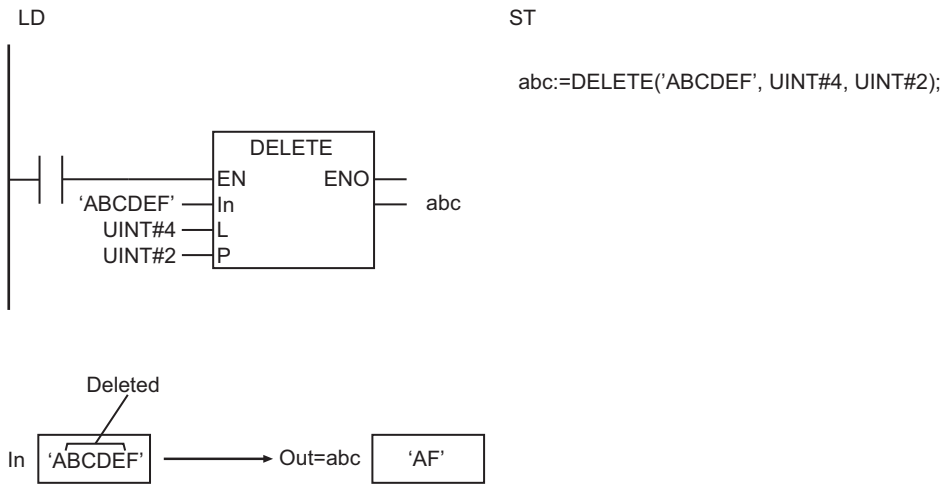 LD
ST
abc:=DELETE('ABCDEF', UINT#4, UINT#2);
DELETE
EN ENO
‘ABCDEF’ In abc
UINT#4 L
UINT#2 P
Deleted
In ‘ABCDEF’ Out=abc ‘AF’